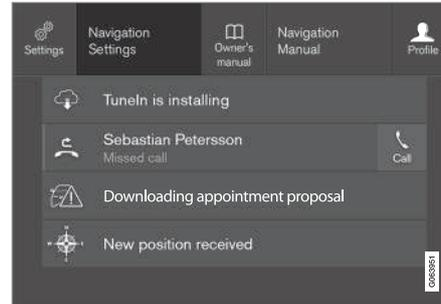 Settings
Navigation
Settings
Owner's
manual
Navigation
Manual
Profile
TuneIn is installing
Sebastian Petersson
Missed call
Call
Downloading appointment proposal
New position received
G063951